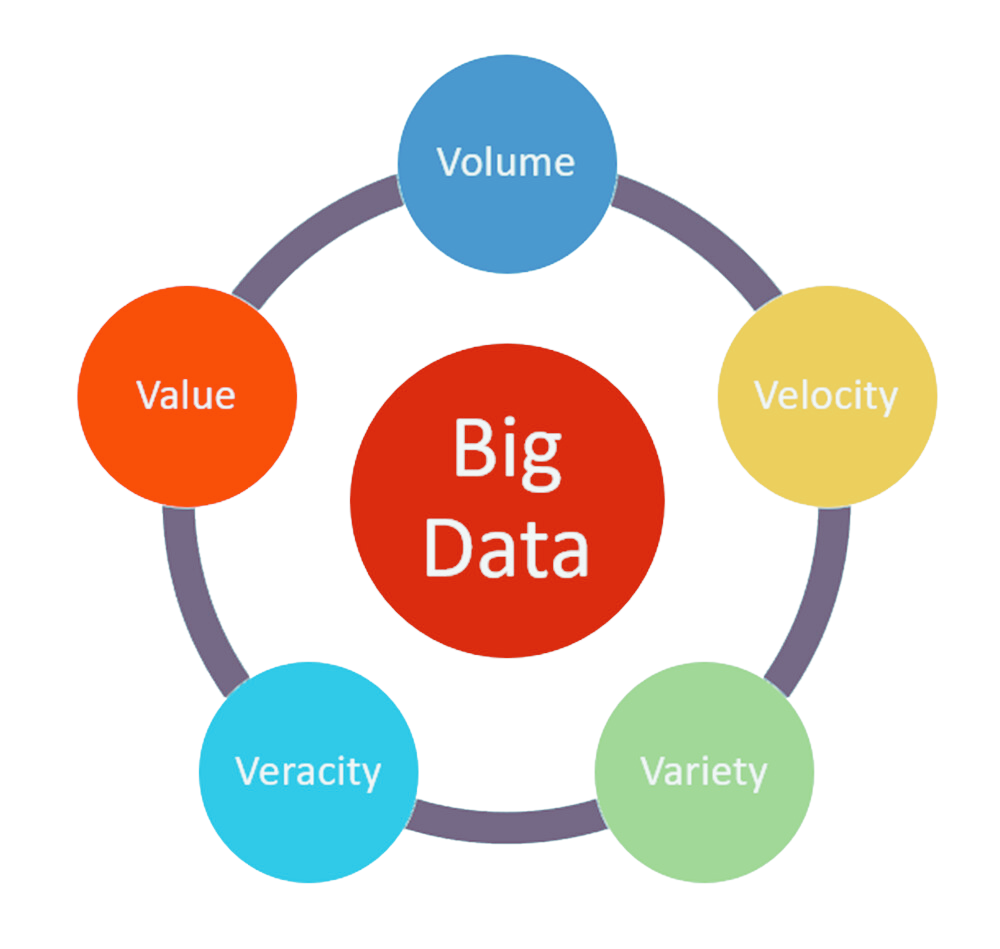 Volume
Value
Velocity
Big
Data
Veracity
Variety